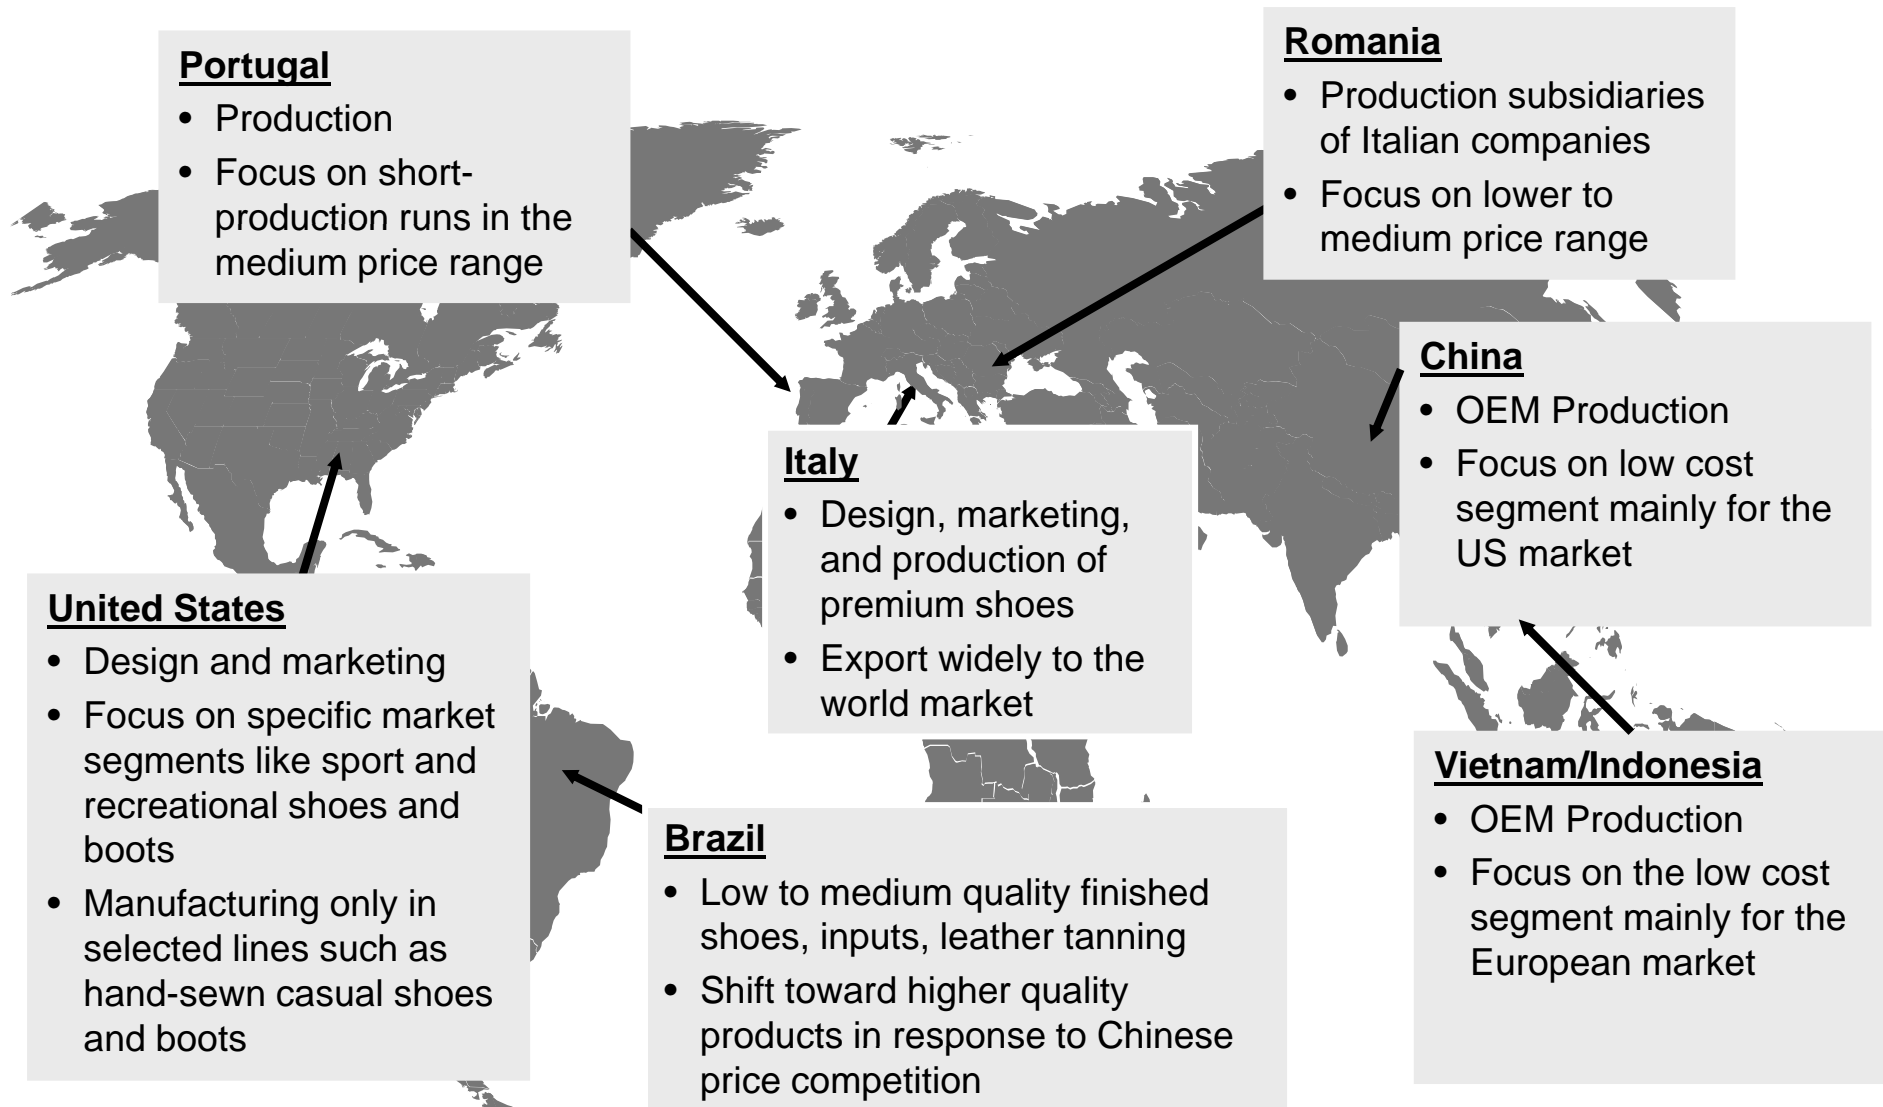 Portugal
• Production
• Focus on short-
production runs in the
medium price range
Romania
• Production subsidiaries
of Italian companies
• Focus on lower to
medium price range
China
• OEM Production
• Focus on low cost
segment mainly for the
US market
Italy
• Design, marketing,
and production of
premium shoes
• Export widely to the
world market
United States
• Design and marketing
• Focus on specific market
segments like sport and
recreational shoes and
boots
• Manufacturing only in
selected lines such as
hand-sewn casual shoes
and boots
Brazil
• Low to medium quality finished
shoes, inputs, leather tanning
• Shift toward higher quality
products in response to Chinese
price competition
Vietnam/Indonesia
• OEM Production
• Focus on the low cost
segment mainly for the
European market